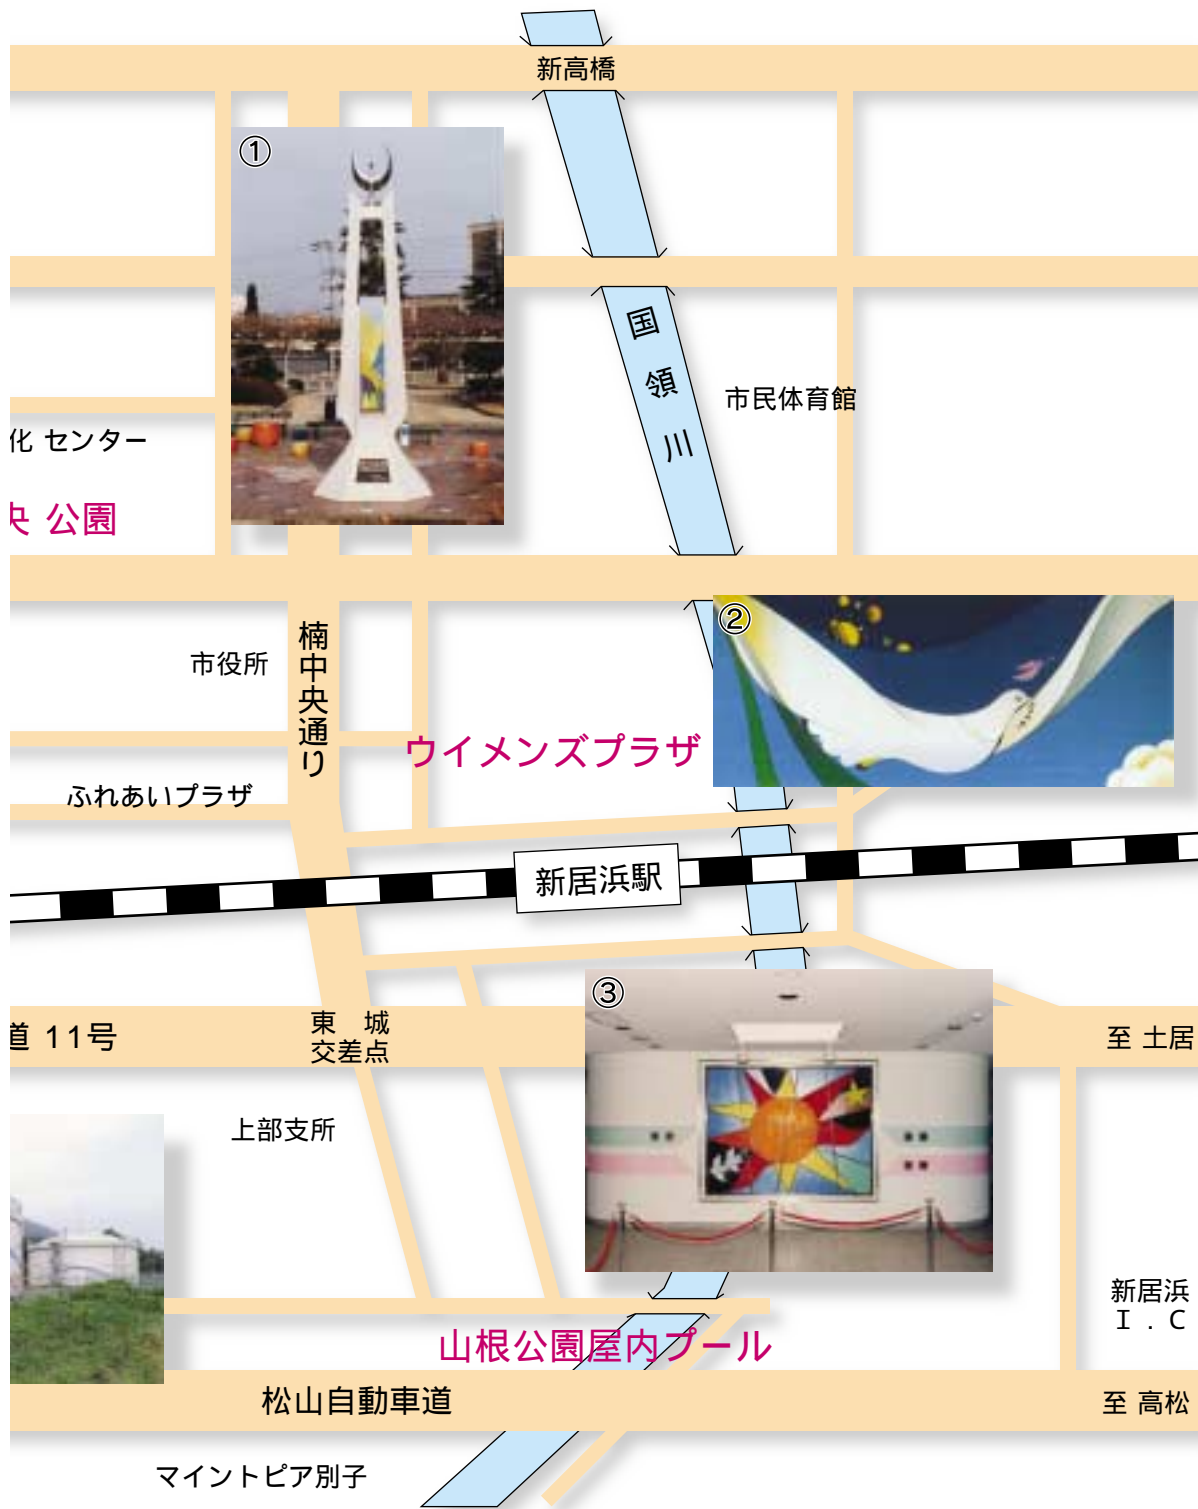 新高橋
①
国領川
市民体育館
化 センター
央 公園
②
楠中央通り
市役所
ウイメンズプラザ
ふれあいプラザ
新居浜駅
③
道 11号
東 城
交差点
至 土居
上部支所
新居浜
I . C
山根公園屋内プール
松山自動車道
至 高松
マイントピア別子